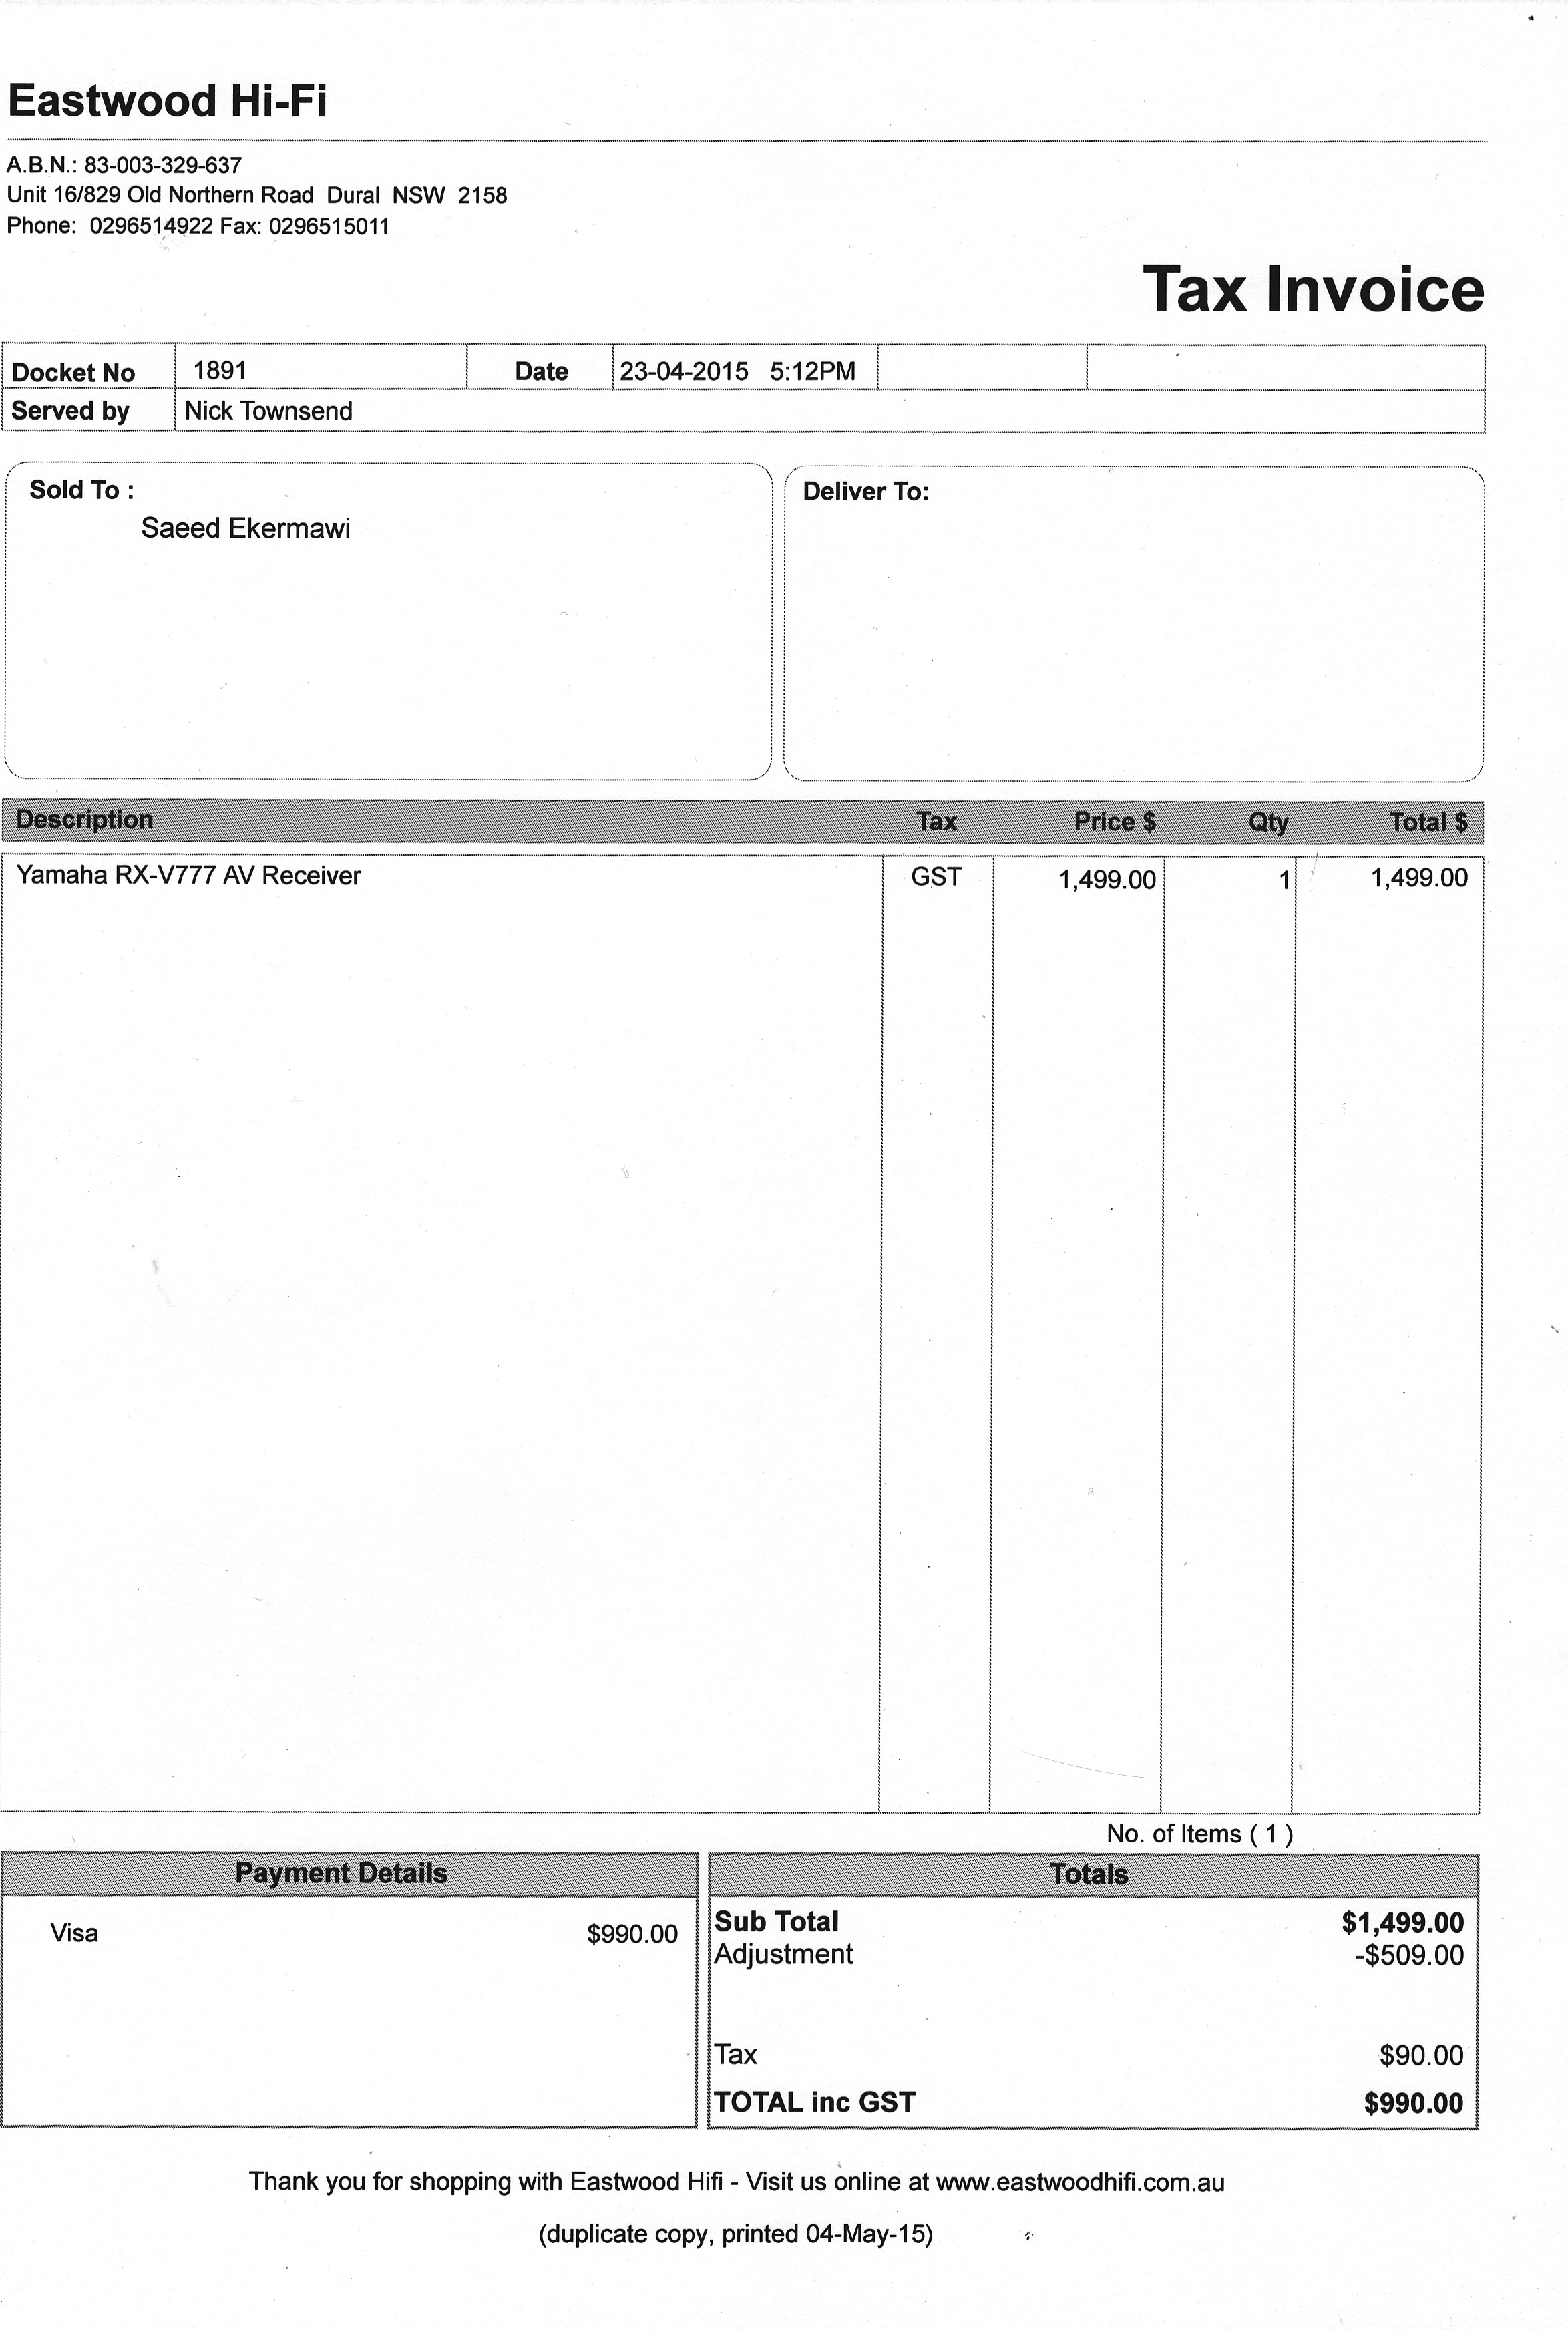 Eastwood Hi-Fi
A.B.N.: 83-003-329-637
Unit 16/829 Old Northern Road  Dural  NSW  2158
Phone:  0296514922 Fax: 0296515011
Tax Invoice
Docket No 1891 Date 23-04-2015 5:12PM
Served by Nick Townsend
Sold To :
Saeed Ekermawi
Deliver To:
Description Tax Price $ Qty Total $
Yamaha RX-V777 AV Receiver GST 1,499.00 1 1,499.00
No. of Items ( 1 )
Payment Details
Visa $990.00
Totals
Sub Total $1,499.00
Adjustment -$509.00
Tax $90.00
TOTAL inc GST $990.00
Thank you for shopping with Eastwood Hifi - Visit us online at www.eastwoodhifi.com.au
(duplicate copy, printed 04-May-15)